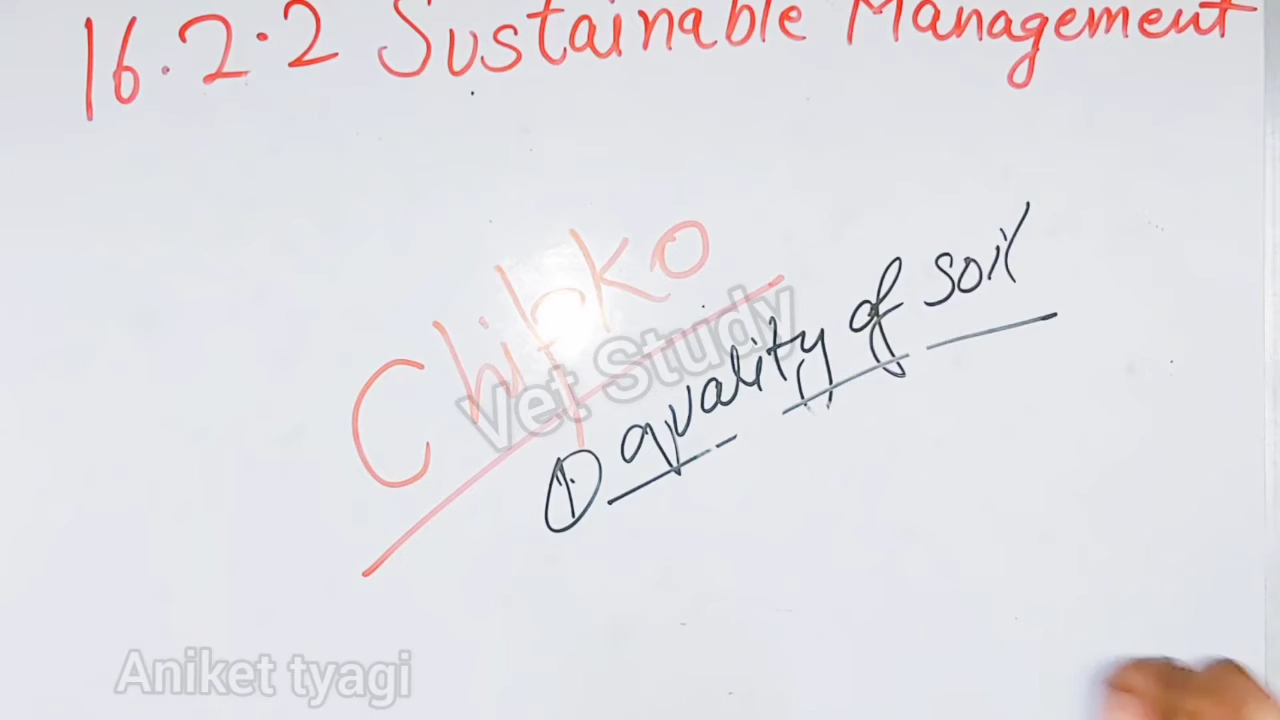 16.2.2 Sustainable Management
Chipko
Vet Study
① quality of soil
Aniket tyagi